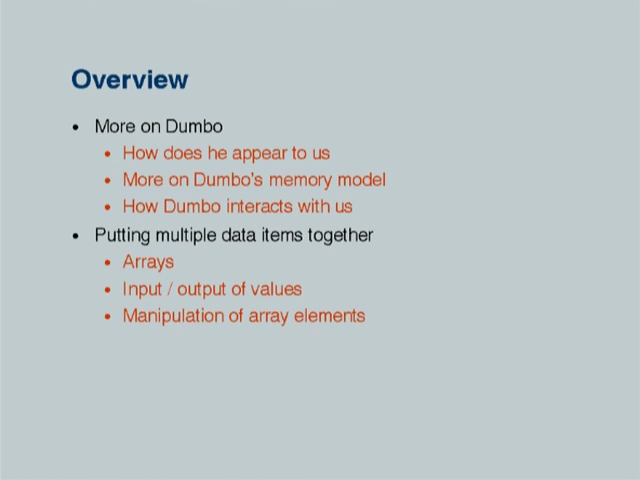 Overview
• More on Dumbo
• How does he appear to us
• More on Dumbo's memory model
• How Dumbo interacts with us
• Putting multiple data items together
• Arrays
• Input / output of values
• Manipulation of array elements